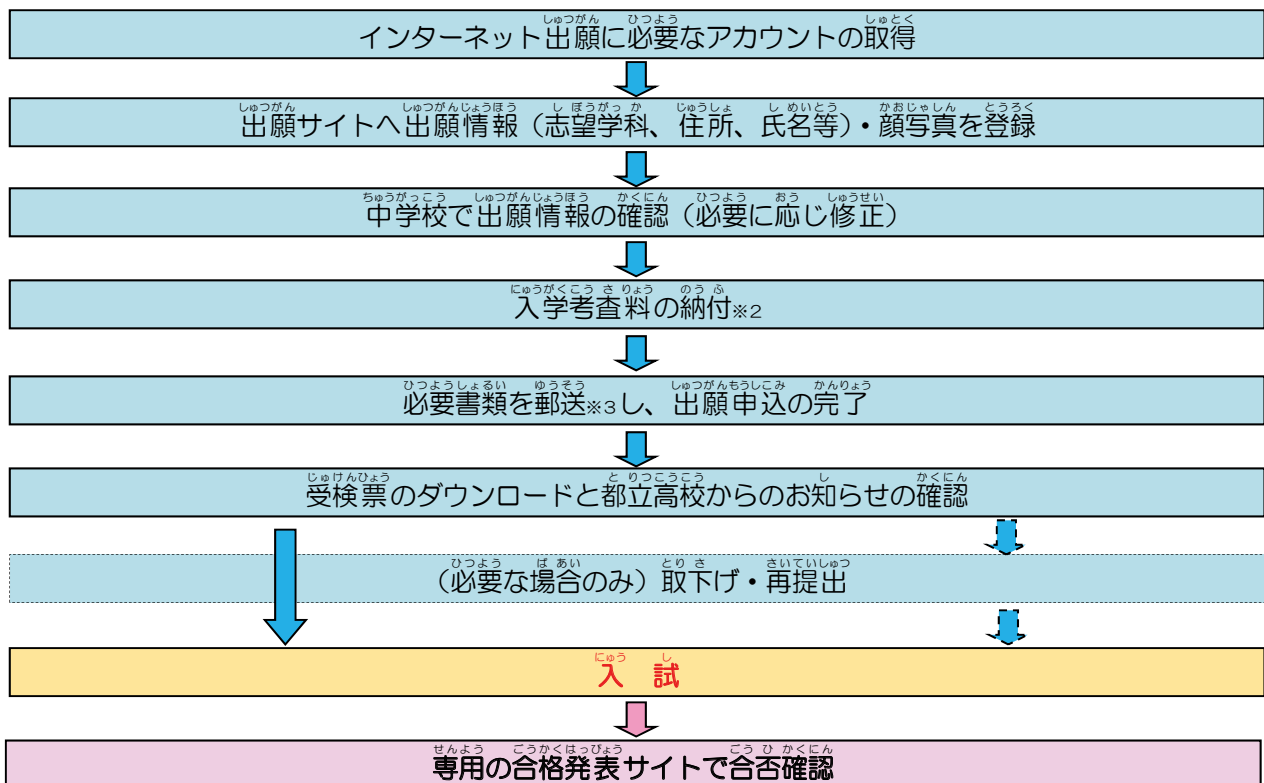 インターネット出願に必要なアカウントの取得
出願サイトへ出願情報（志望学科、住所、氏名等）・顔写真を登録
中学校で出願情報の確認（必要に応じ修正）
入学考査料の納付※2
必要書類を郵送※3し、出願申込の完了
受検票のダウンロードと都立高校からのお知らせの確認
（必要な場合のみ）取下げ・再提出
入　試
専用の合格発表サイトで合否確認